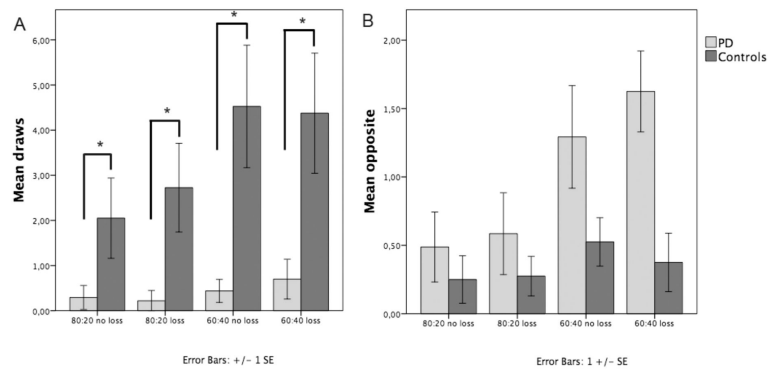 A
Mean draws
6,00
5,00
4,00
3,00
2,00
1,00
0,00
*
*
*
*
80:20 no loss
80:20 loss
60:40 no loss
60:40 loss
Error Bars: +/- 1 SE
B
Mean opposite
2,00
1,50
1,00
0,50
0,00
80:20 no loss
80:20 loss
60:40 no loss
60:40 loss
Error Bars: 1 +/- SE
PD
Controls